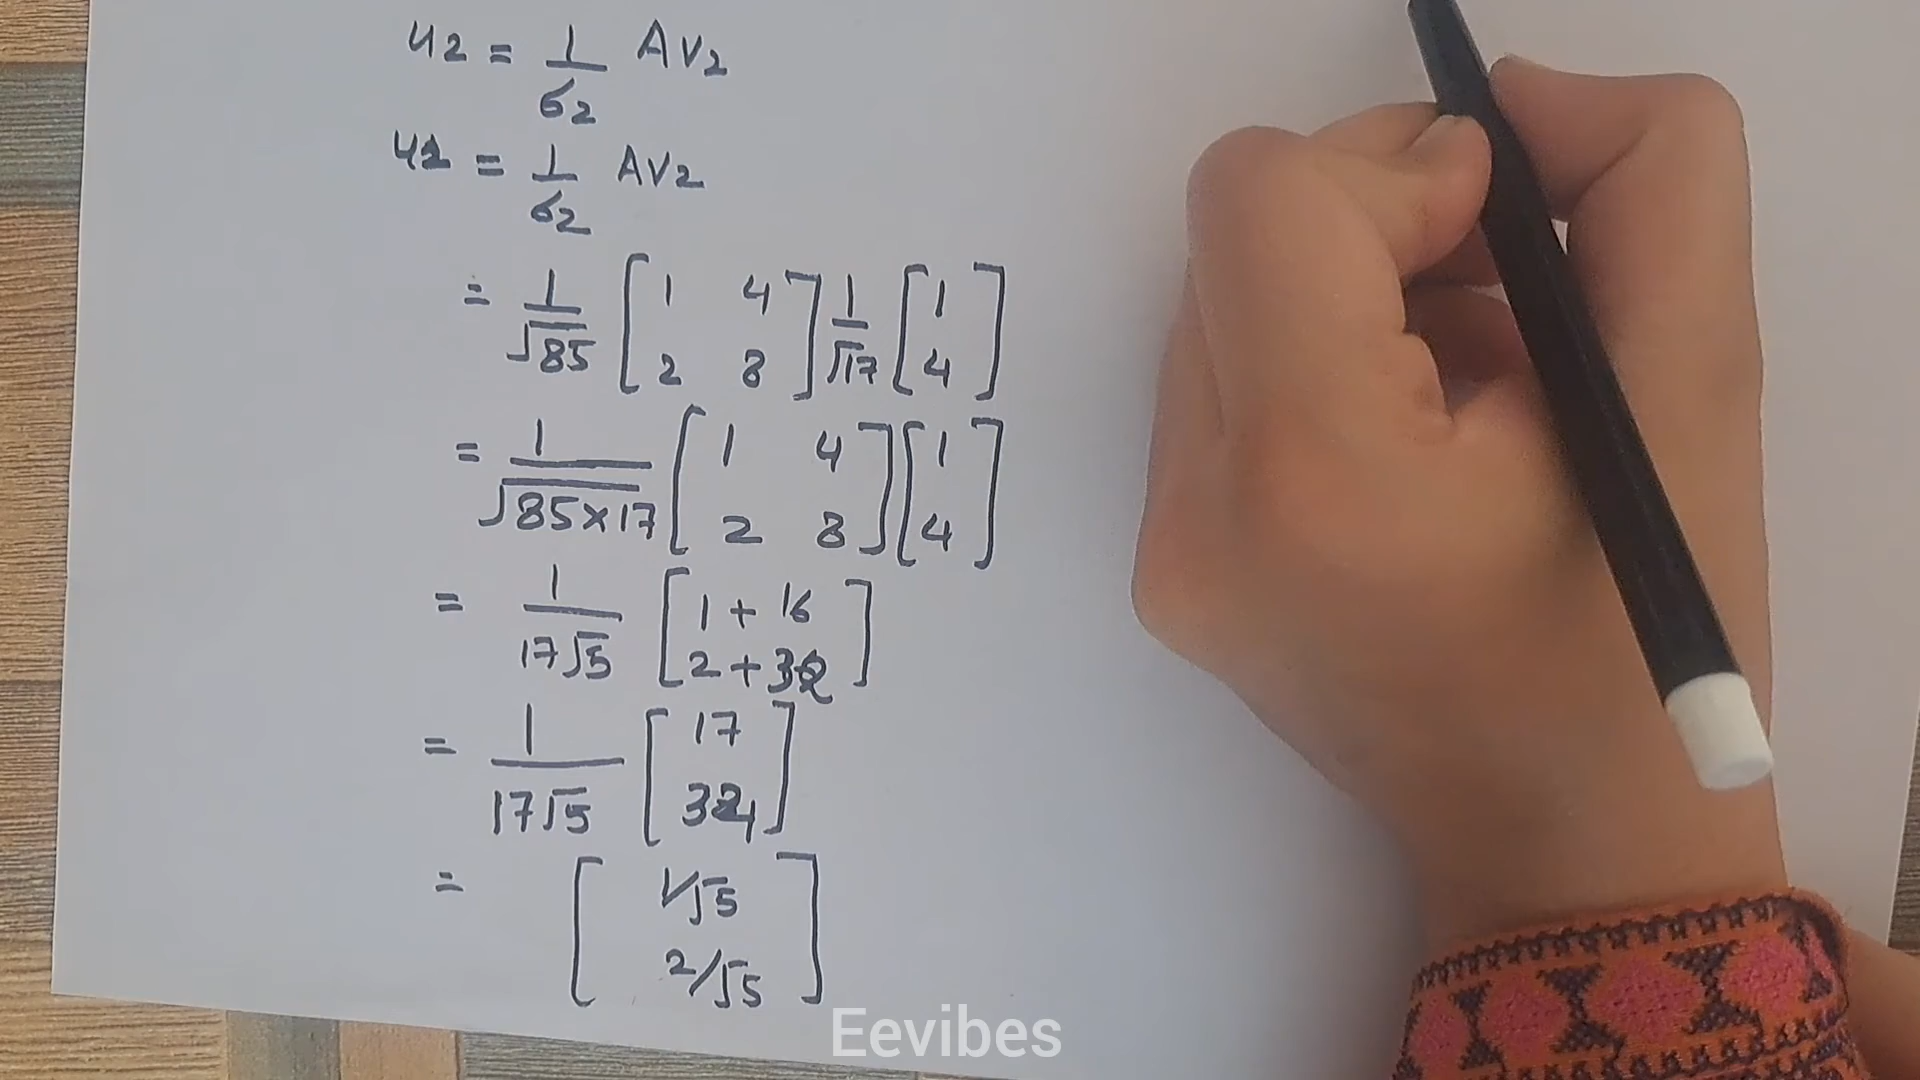 u2 = 1/σ2 Av2
u2 = 1/σ2 Av2
= 1/√85 [1 4; 2 8] 1/√17 [1; 4]
= 1/√85×17 [1 4; 2 8] [1; 4]
= 1/17√5 [1 + 16; 2 + 32]
= 1/17√5 [17; 34]
= [1/√5; 2/√5]
Eevibes